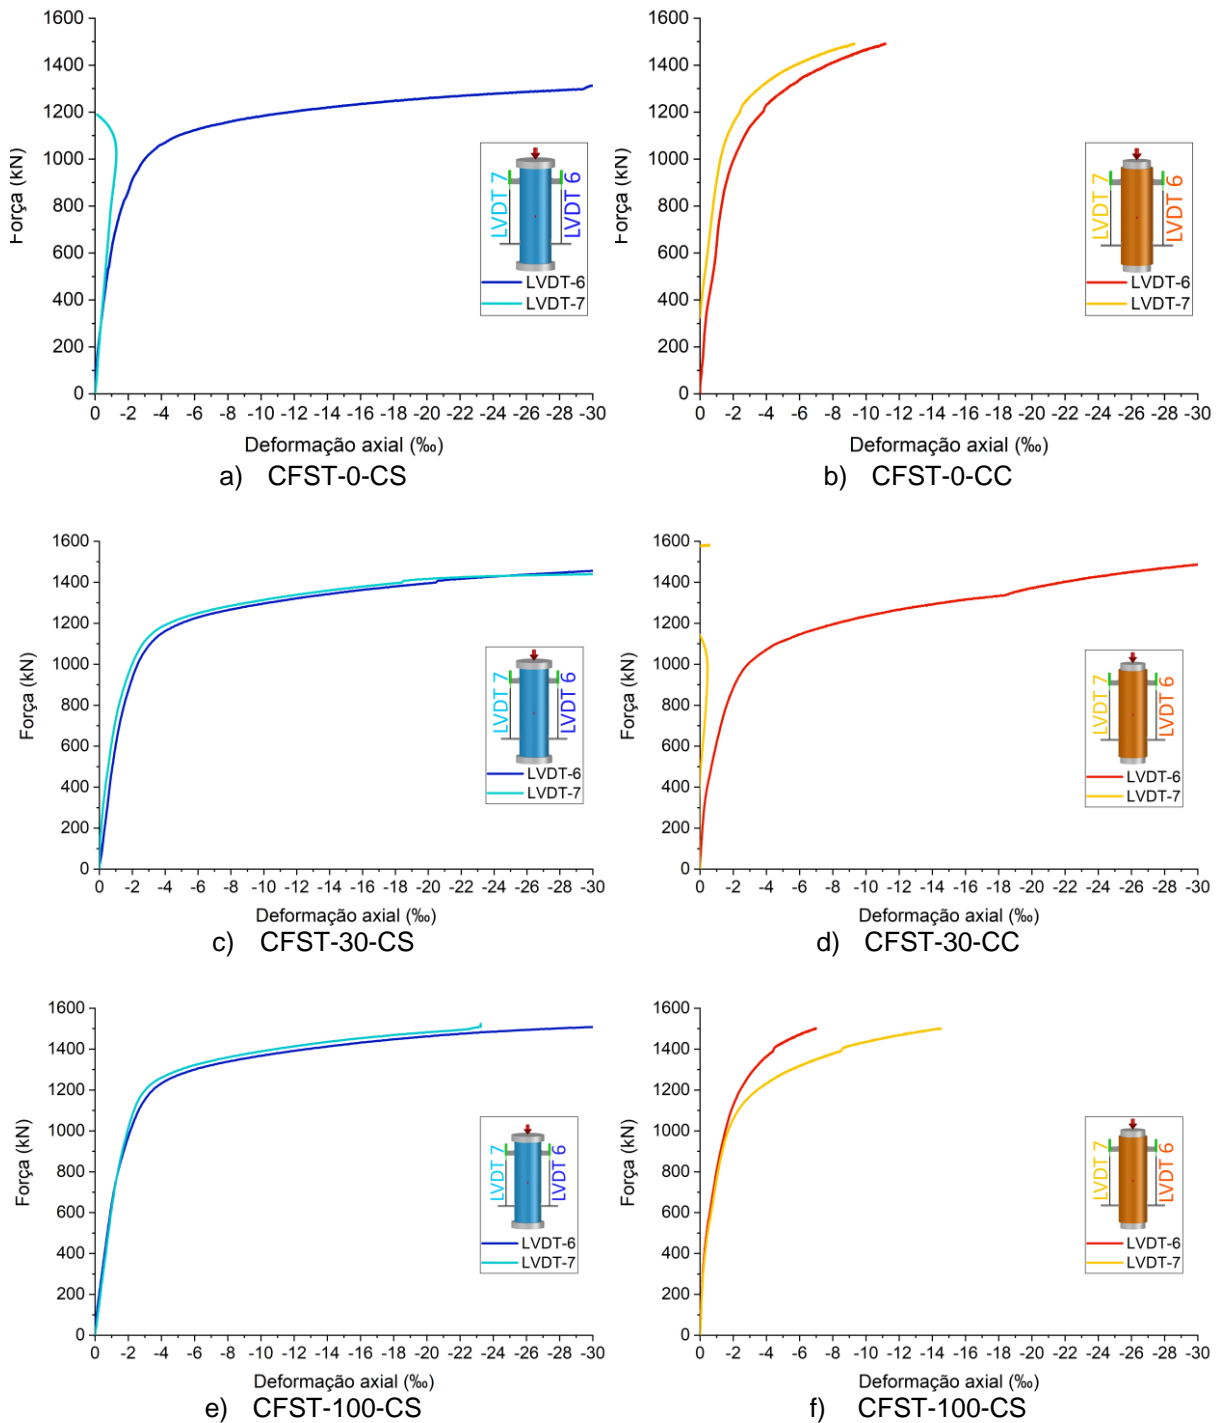 1600
1400
1200
1000
800
600
400
200
0
Força (kN)
0 -2 -4 -6 -8 -10 -12 -14 -16 -18 -20 -22 -24 -26 -28 -30
Deformação axial (‰)
LVDT 7
LVDT 6
LVDT-6
LVDT-7
a) CFST-0-CS
1600
1400
1200
1000
800
600
400
200
0
Força (kN)
0 -2 -4 -6 -8 -10 -12 -14 -16 -18 -20 -22 -24 -26 -28 -30
Deformação axial (‰)
LVDT 7
LVDT 6
LVDT-6
LVDT-7
b) CFST-0-CC
1600
1400
1200
1000
800
600
400
200
0
Força (kN)
0 -2 -4 -6 -8 -10 -12 -14 -16 -18 -20 -22 -24 -26 -28 -30
Deformação axial (‰)
LVDT 7
LVDT 6
LVDT-6
LVDT-7
c) CFST-30-CS
1600
1400
1200
1000
800
600
400
200
0
Força (kN)
0 -2 -4 -6 -8 -10 -12 -14 -16 -18 -20 -22 -24 -26 -28 -30
Deformação axial (‰)
LVDT 7
LVDT 6
LVDT-6
LVDT-7
d) CFST-30-CC
1600
1400
1200
1000
800
600
400
200
0
Força (kN)
0 -2 -4 -6 -8 -10 -12 -14 -16 -18 -20 -22 -24 -26 -28 -30
Deformação axial (‰)
LVDT 7
LVDT 6
LVDT-6
LVDT-7
e) CFST-100-CS
1600
1400
1200
1000
800
600
400
200
0
Força (kN)
0 -2 -4 -6 -8 -10 -12 -14 -16 -18 -20 -22 -24 -26 -28 -30
Deformação axial (‰)
LVDT 7
LVDT 6
LVDT-6
LVDT-7
f) CFST-100-CS